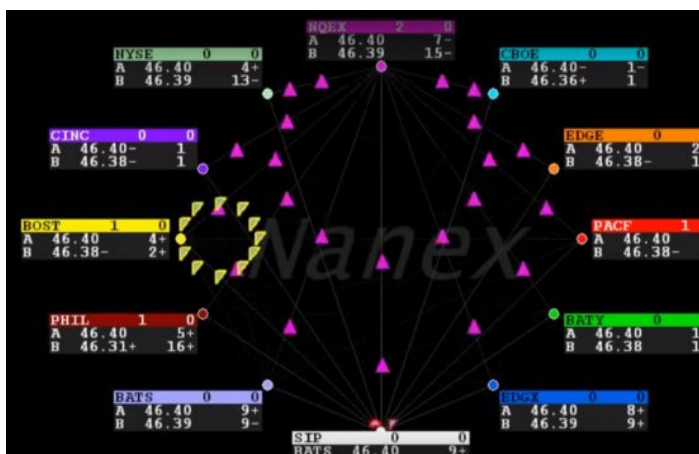 NQEX 2 0
A 46.40 7-
B 46.39 15-
NYSE 0 0
A 46.40 4+
B 46.39 13-
CBOE 0 0
A 46.40- 1-
B 46.36+ 1
CINC 0 0
A 46.40- 1
B 46.38- 1
EDGE 0
A 46.40 2
B 46.38- 1
BOST 1 0
A 46.40 4+
B 46.38- 2+
Nanex
PACF 1
A 46.40
B 46.38-
PHIL 1 0
A 46.40 5+
B 46.31+ 16+
BATY 0
A 46.40 1
B 46.38 1
BATS 0 0
A 46.40 9+
B 46.39 9-
EDGX 0 0
A 46.40 8+
B 46.39 9+
SIP 0 0
BATS 46.40 9+